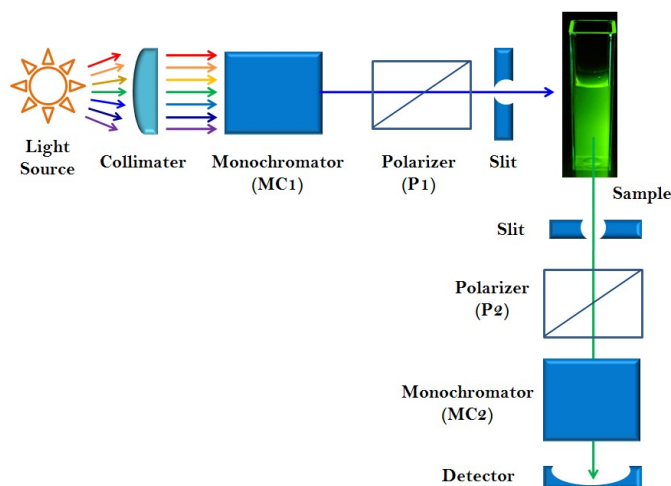 Light
Source
Collimater
Monochromator
(MC1)
Polarizer
(P1)
Slit
Sample
Slit
Polarizer
(P2)
Monochromator
(MC2)
Detector